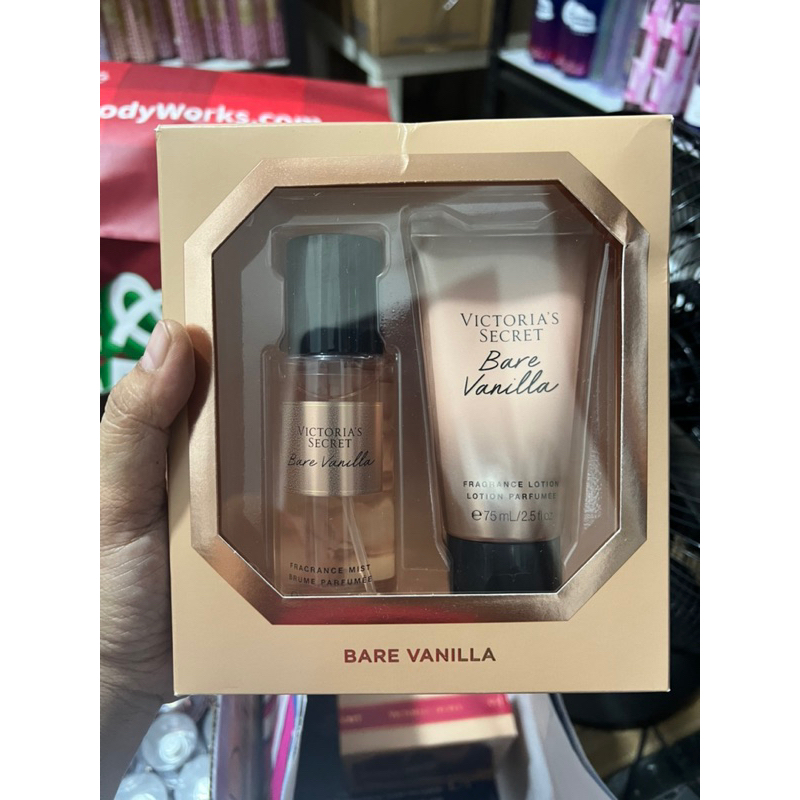 odyWorks.com
VICTORIA'S
SECRET
Bare
Vanilla
FRAGRANCE LOTION
LOTION PARFUMÉE
℮75 mL/2.5 fl oz
VICTORIA'S
SECRET
Bare Vanilla
FRAGRANCE MIST
BRUME PARFUMÉE
BARE VANILLA